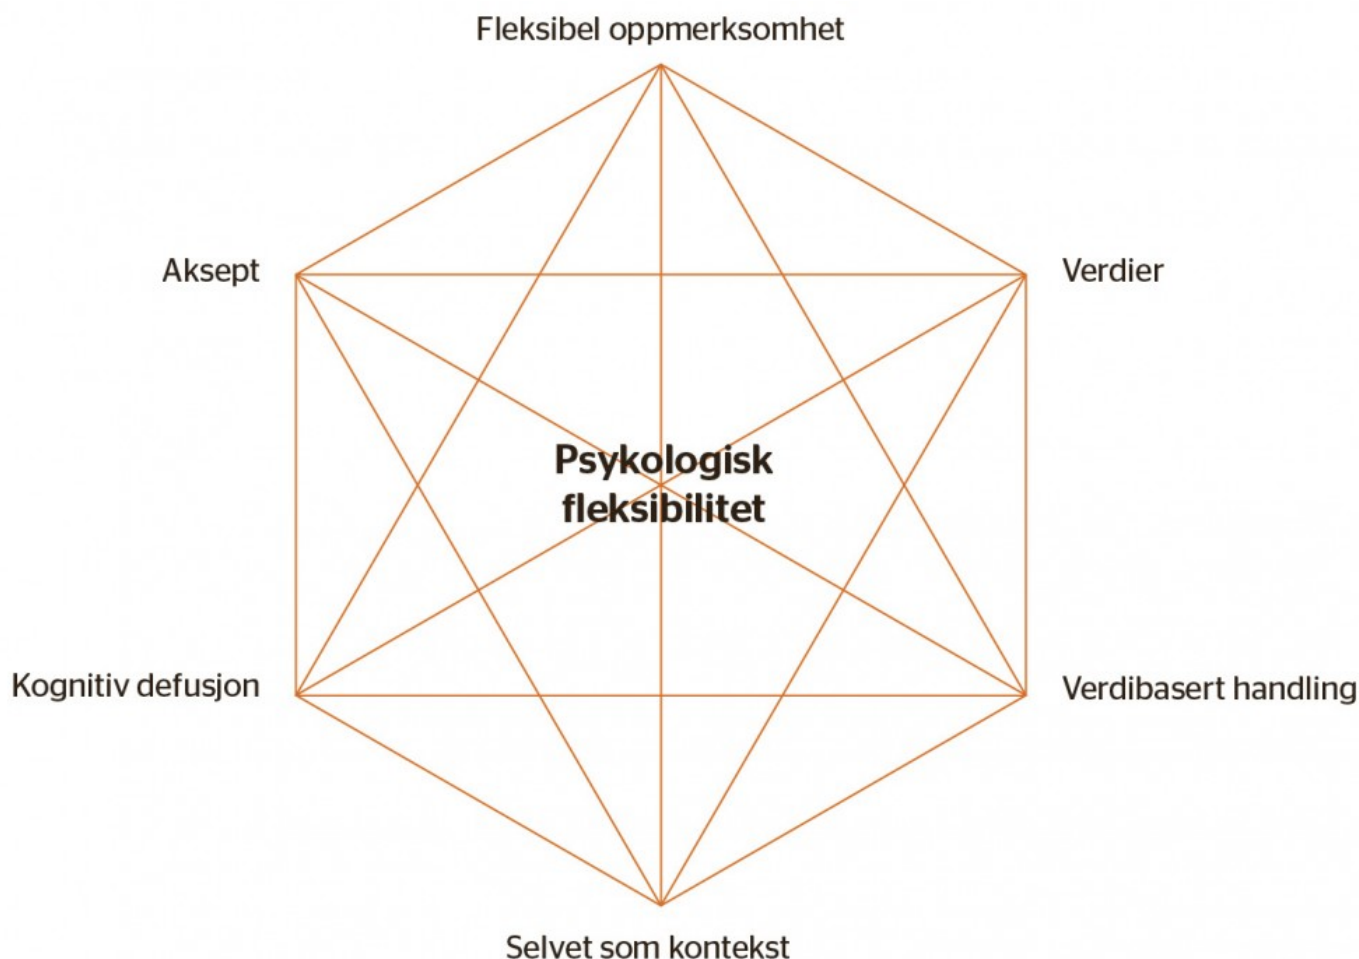 Fleksibel oppmerksomhet
Aksept
Verdier
Psykologisk
fleksibilitet
Kognitiv defusjon
Verdibasert handling
Selvet som kontekst